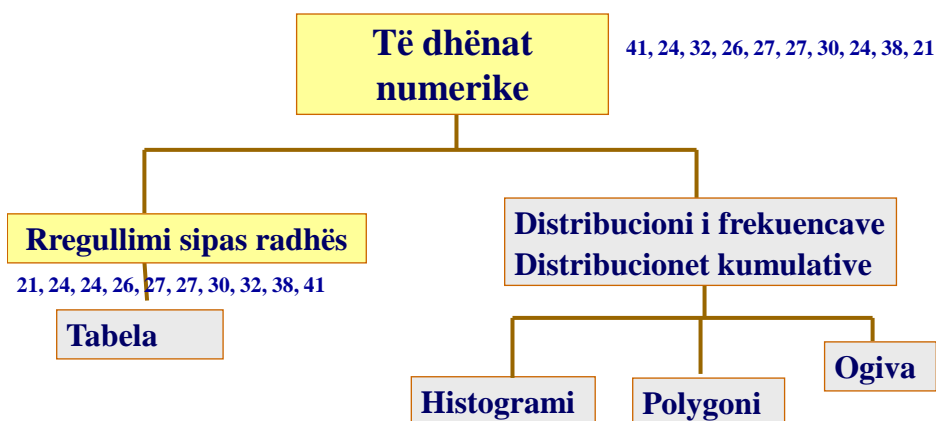 Të dhënat
numerike
41, 24, 32, 26, 27, 27, 30, 24, 38, 21
Rregullimi sipas radhës
21, 24, 24, 26, 27, 27, 30, 32, 38, 41
Tabela
Distribucioni i frekuencave
Distribucionet kumulative
Histogrami
Polygoni
Ogiva